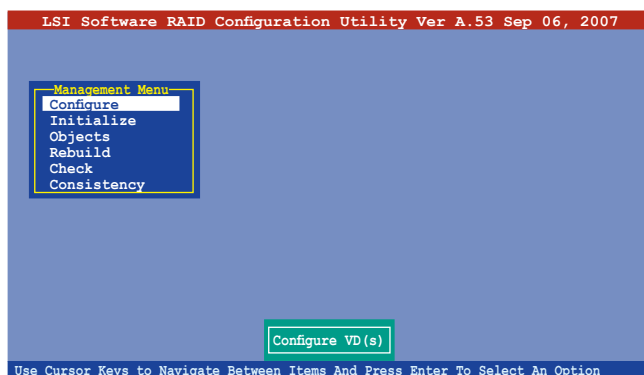 LSI Software RAID Configuration Utility Ver A.53 Sep 06, 2007
Management Menu
Configure
Initialize
Objects
Rebuild
Check
Consistency
Configure VD(s)
Use Cursor Keys to Navigate Between Items And Press Enter To Select An Option